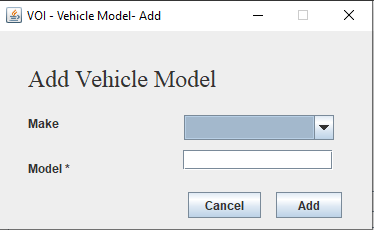 VOI - Vehicle Model- Add
Add Vehicle Model
Make
Model *
Cancel Add